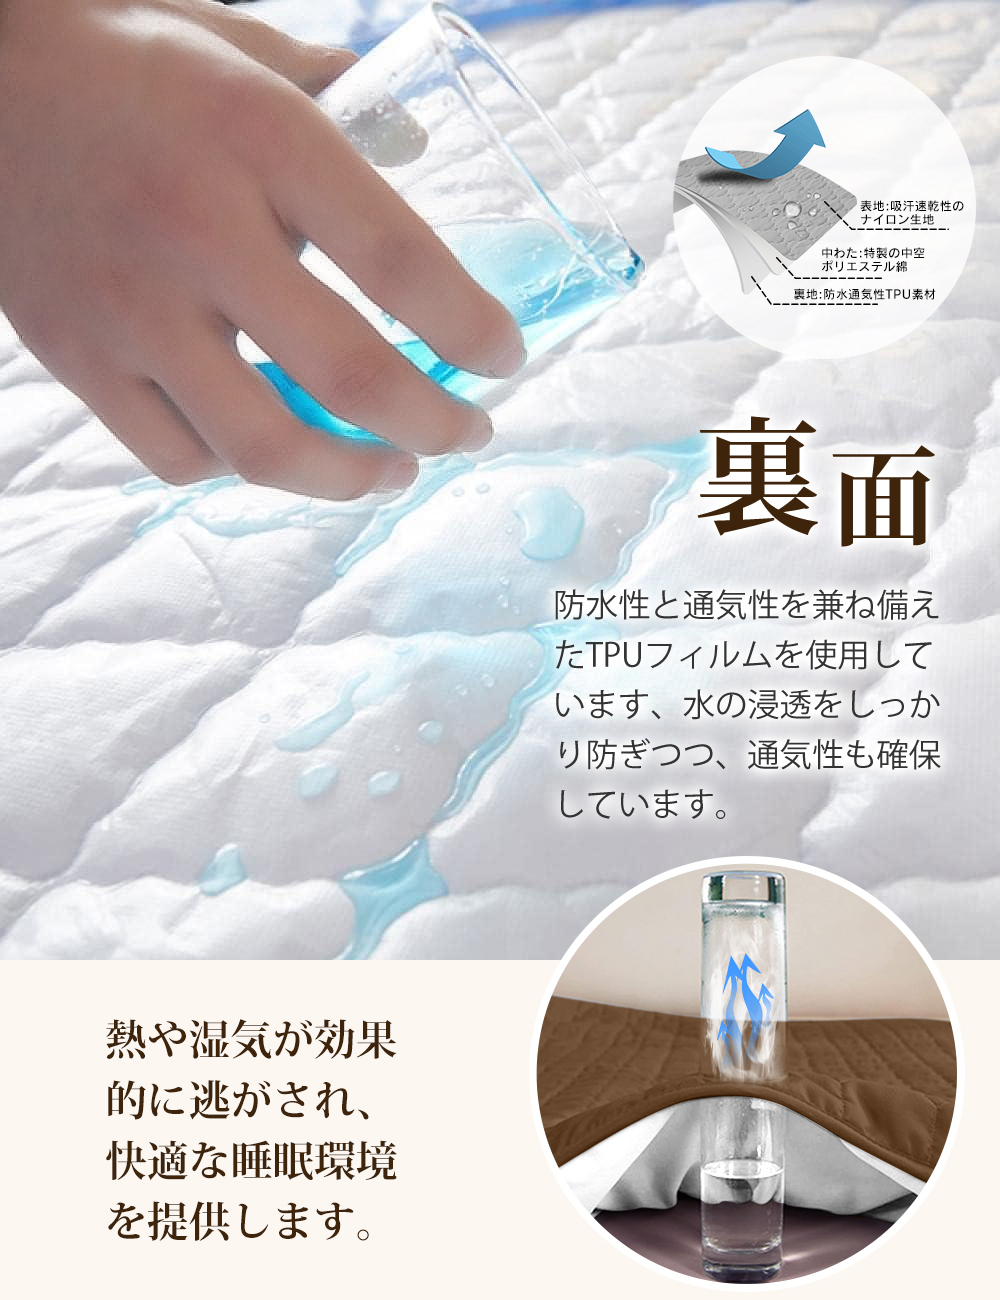 表地:吸汗速乾性の
ナイロン生地
中わた:特製の中空
ポリエステル綿
裏地:防水通気性TPU素材
裏面
防水性と通気性を兼ね備え
たTPUフィルムを使用して
います、水の浸透をしっか
り防ぎつつ、通気性も確保
しています。
熱や湿気が効果
的に逃がされ、
快適な睡眠環境
を提供します。